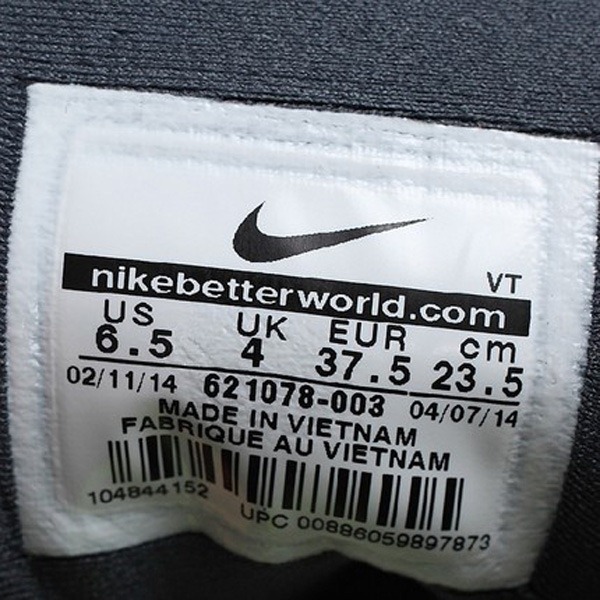 VT
nikebetterworld.com
US UK EUR cm
6.5 4 37.5 23.5
02/11/14 621078-003 04/07/14
MADE IN VIETNAM
FABRIQUE AU VIETNAM
104844152
UPC 00886059897873